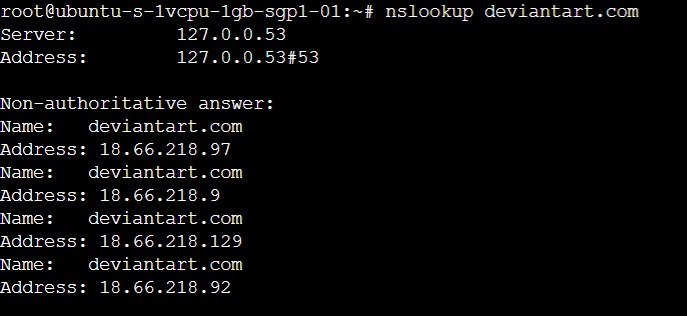 root@ubuntu-s-1vcpu-1gb-sgp1-01:~# nslookup deviantart.com
Server:         127.0.0.53
Address:        127.0.0.53#53

Non-authoritative answer:
Name:   deviantart.com
Address: 18.66.218.97
Name:   deviantart.com
Address: 18.66.218.9
Name:   deviantart.com
Address: 18.66.218.129
Name:   deviantart.com
Address: 18.66.218.92